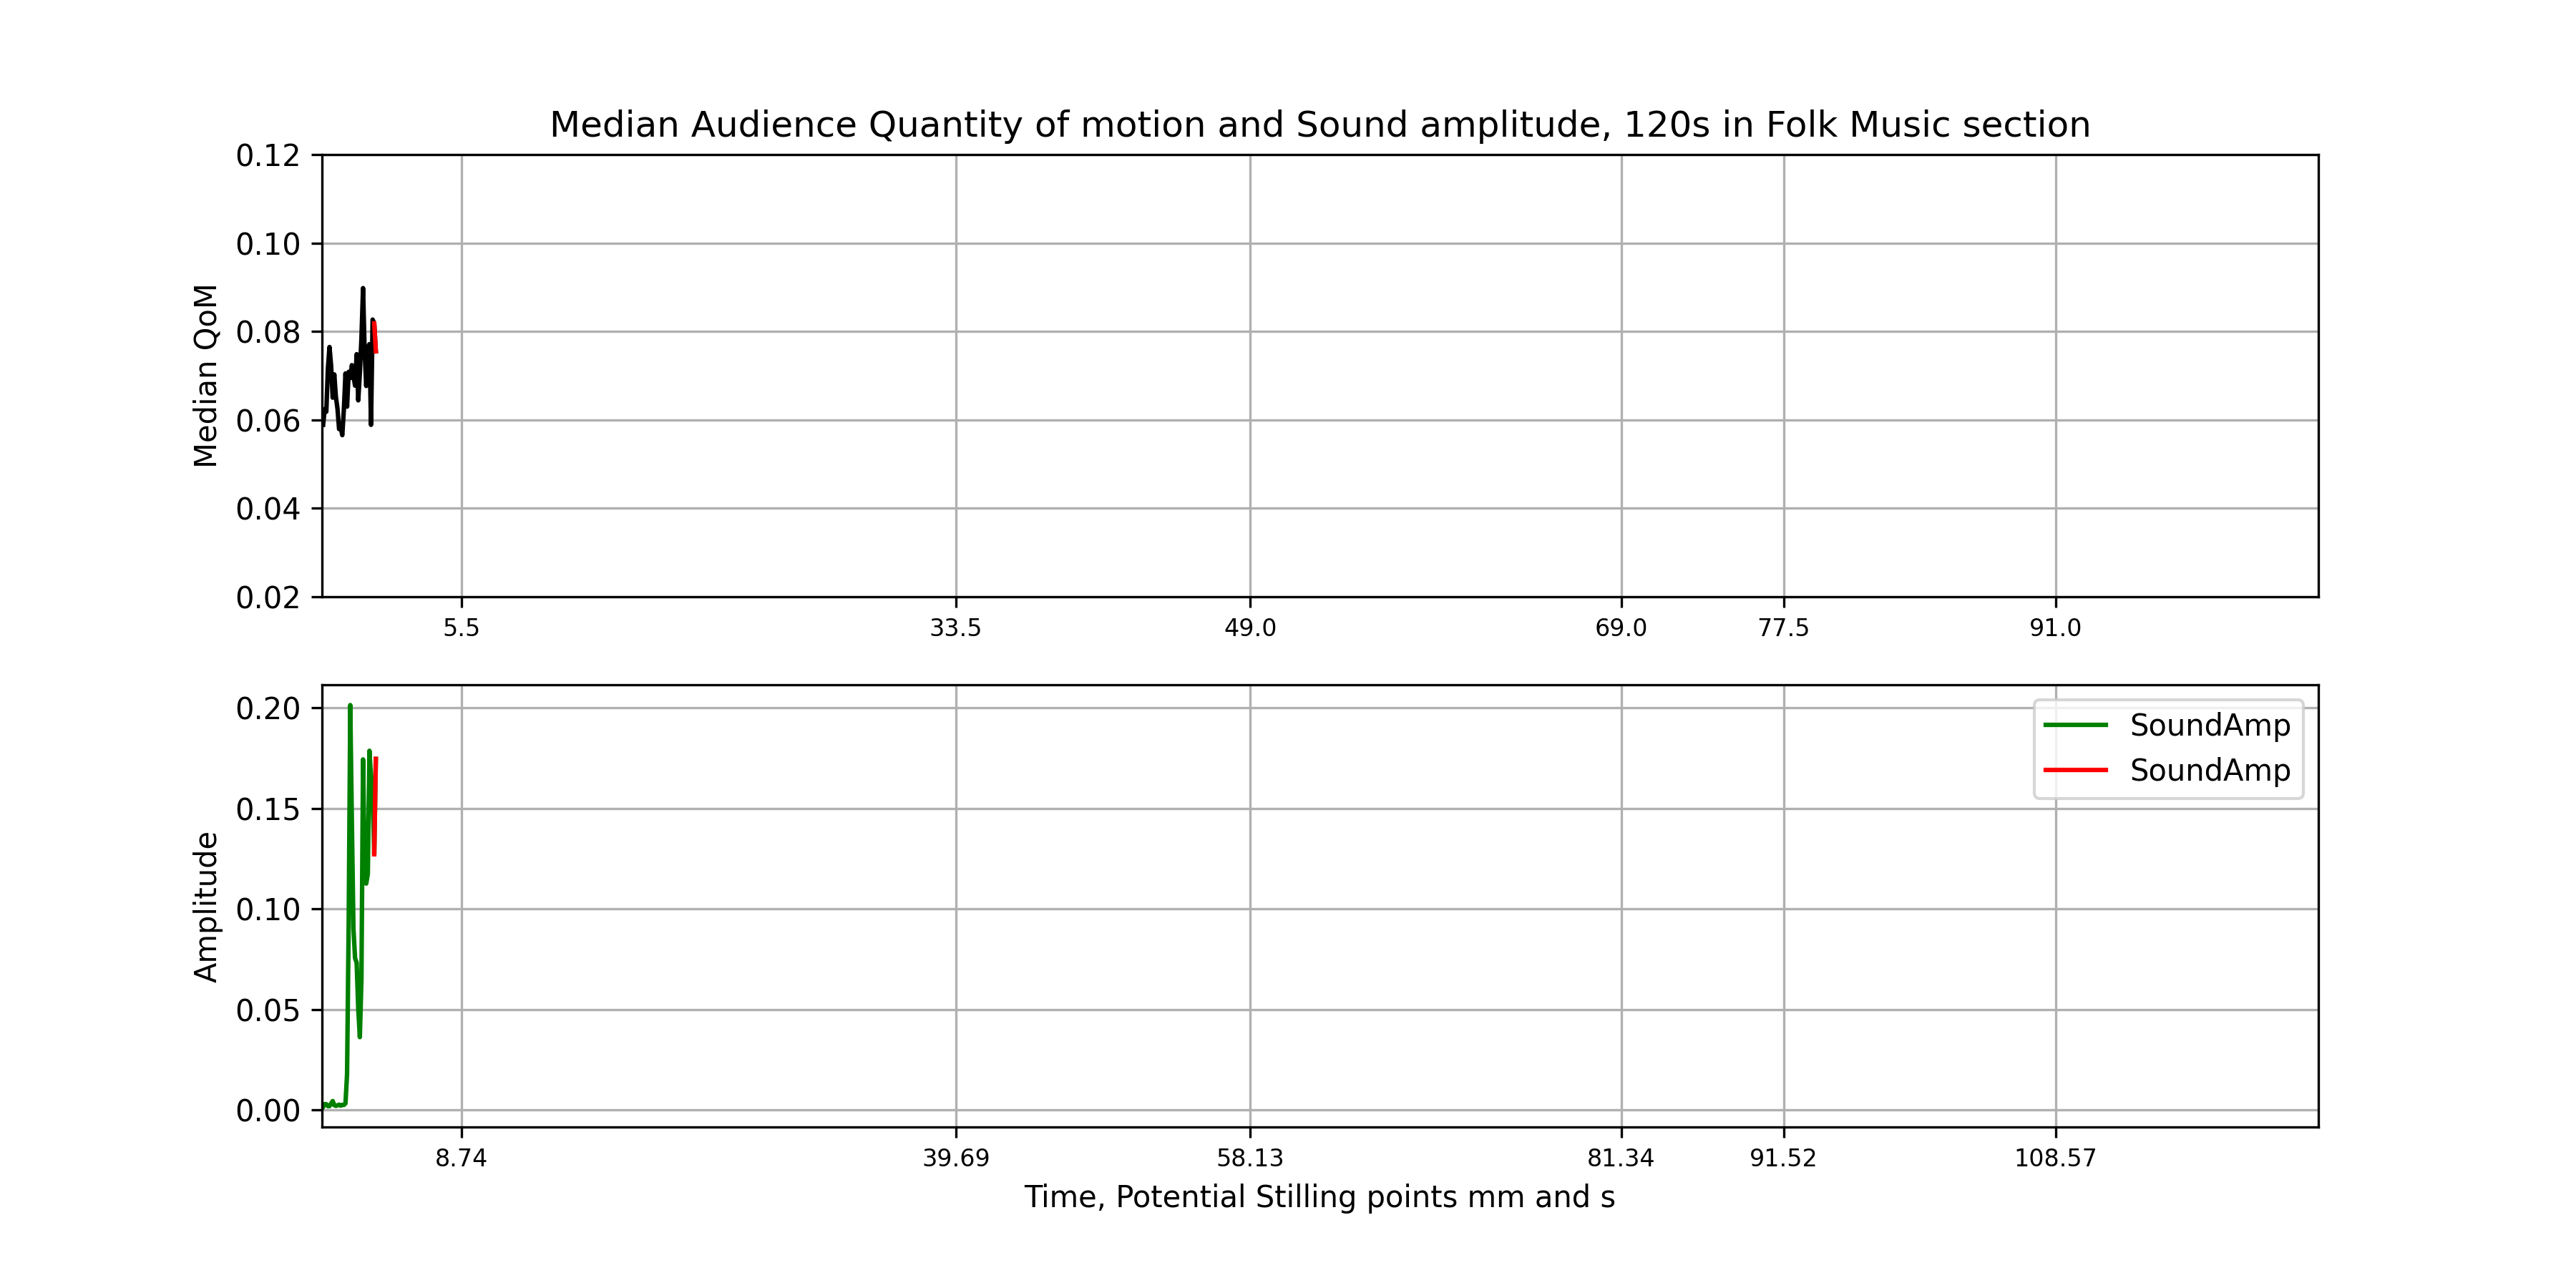 Median Audience Quantity of motion and Sound amplitude, 120s in Folk Music section
0.12
0.10
0.08
0.06
0.04
0.02
Median QoM
5.5 33.5 49.0 69.0 77.5 91.0
0.20
0.15
0.10
0.05
0.00
Amplitude
SoundAmp
SoundAmp
8.74 39.69 58.13 81.34 91.52 108.57
Time, Potential Stilling points mm and s